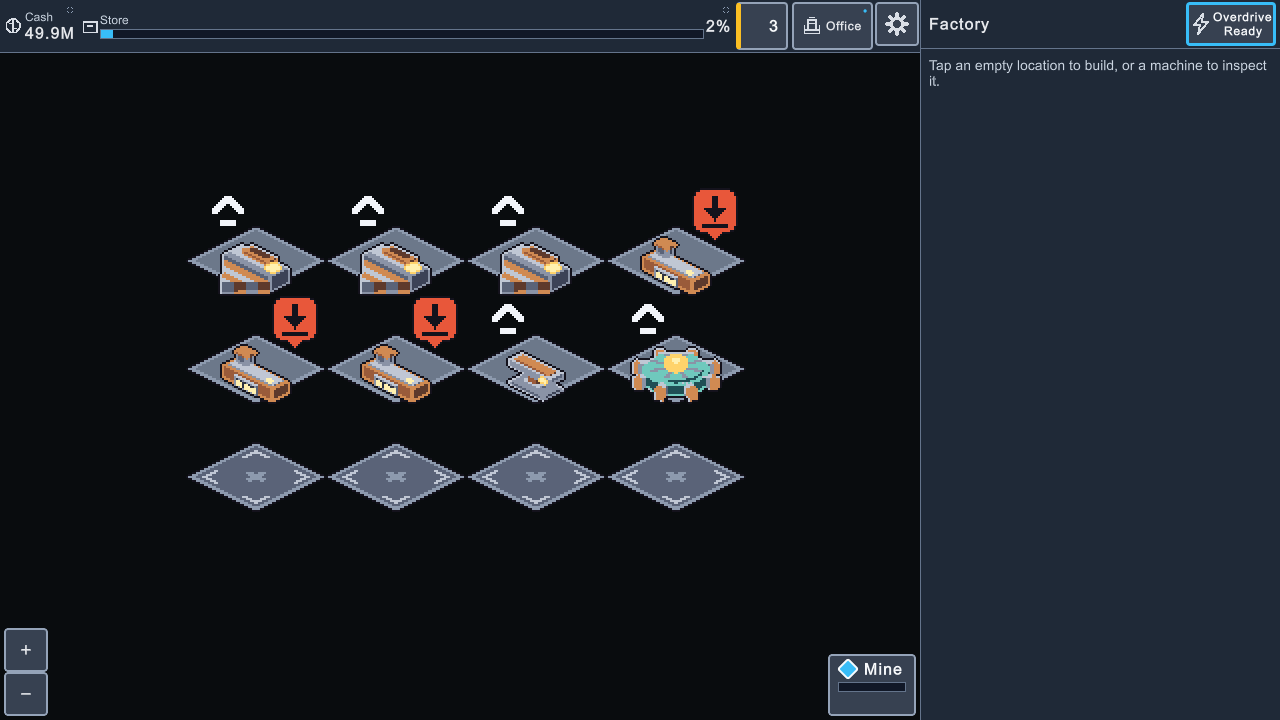 Cash
49.9M
Store
2%
3
Office
Factory
Overdrive
Ready
Tap an empty location to build, or a machine to inspect
it.
+
−
Mine